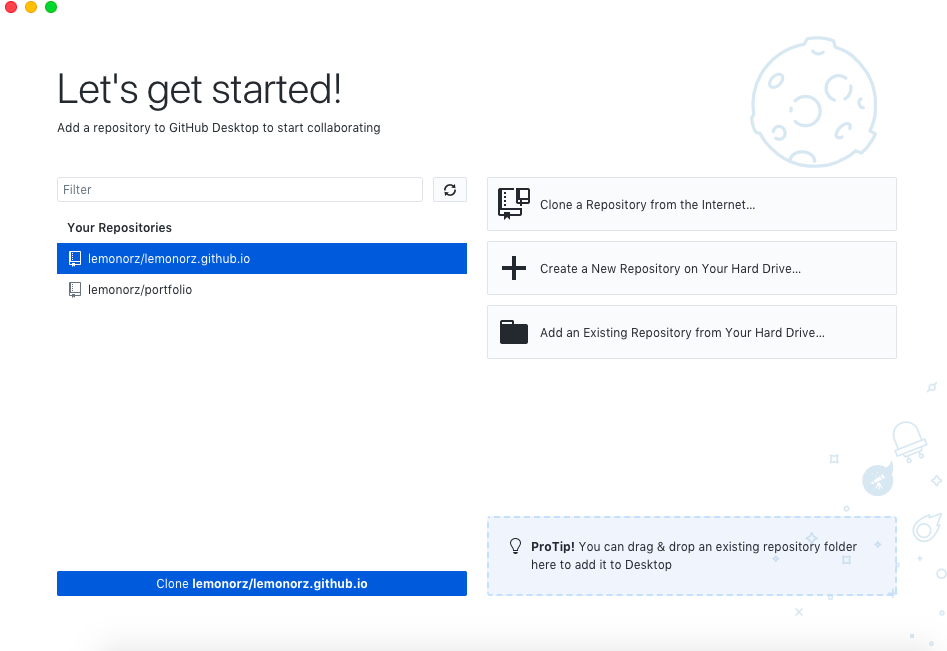 Let's get started!
Add a repository to GitHub Desktop to start collaborating
Filter
Your Repositories
lemonorz/lemonorz.github.io
lemonorz/portfolio
Clone lemonorz/lemonorz.github.io
Clone a Repository from the Internet...
Create a New Repository on Your Hard Drive...
Add an Existing Repository from Your Hard Drive...
ProTip! You can drag & drop an existing repository folder
here to add it to Desktop